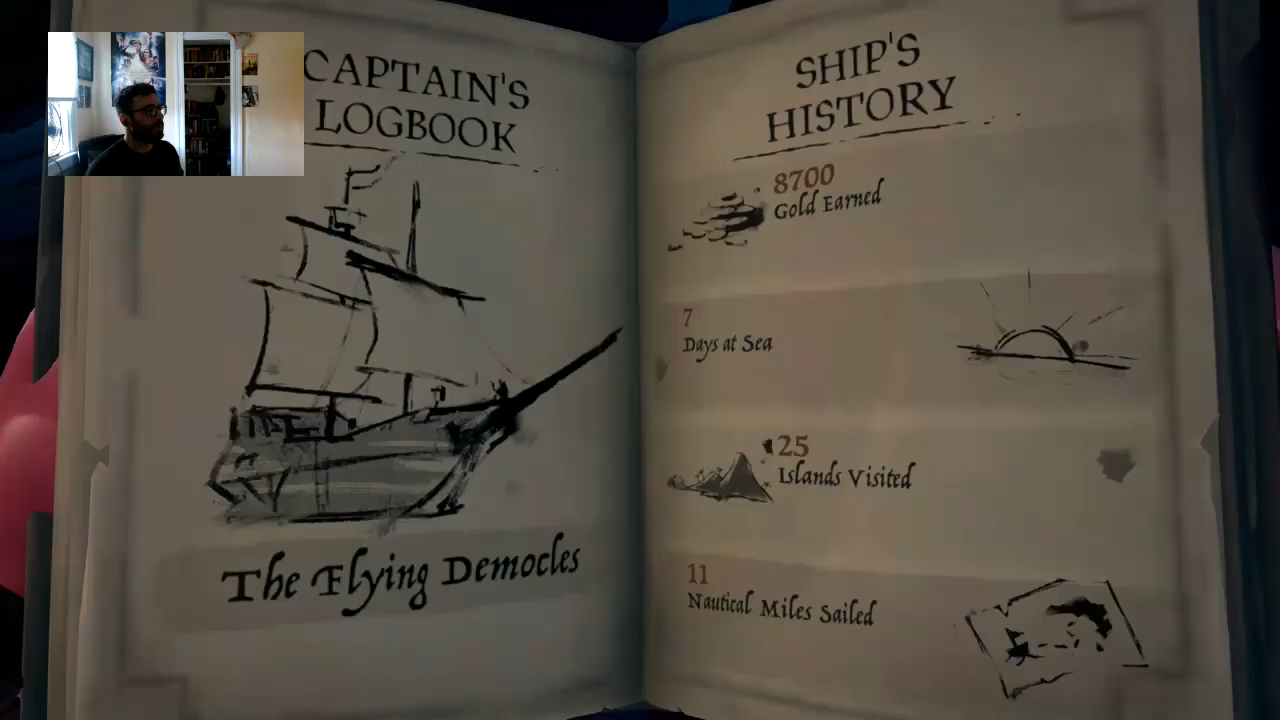 CAPTAIN'S
LOGBOOK
The Flying Democles
SHIP'S
HISTORY
8700
Gold Earned
7
Days at Sea
25
Islands Visited
11
Nautical Miles Sailed